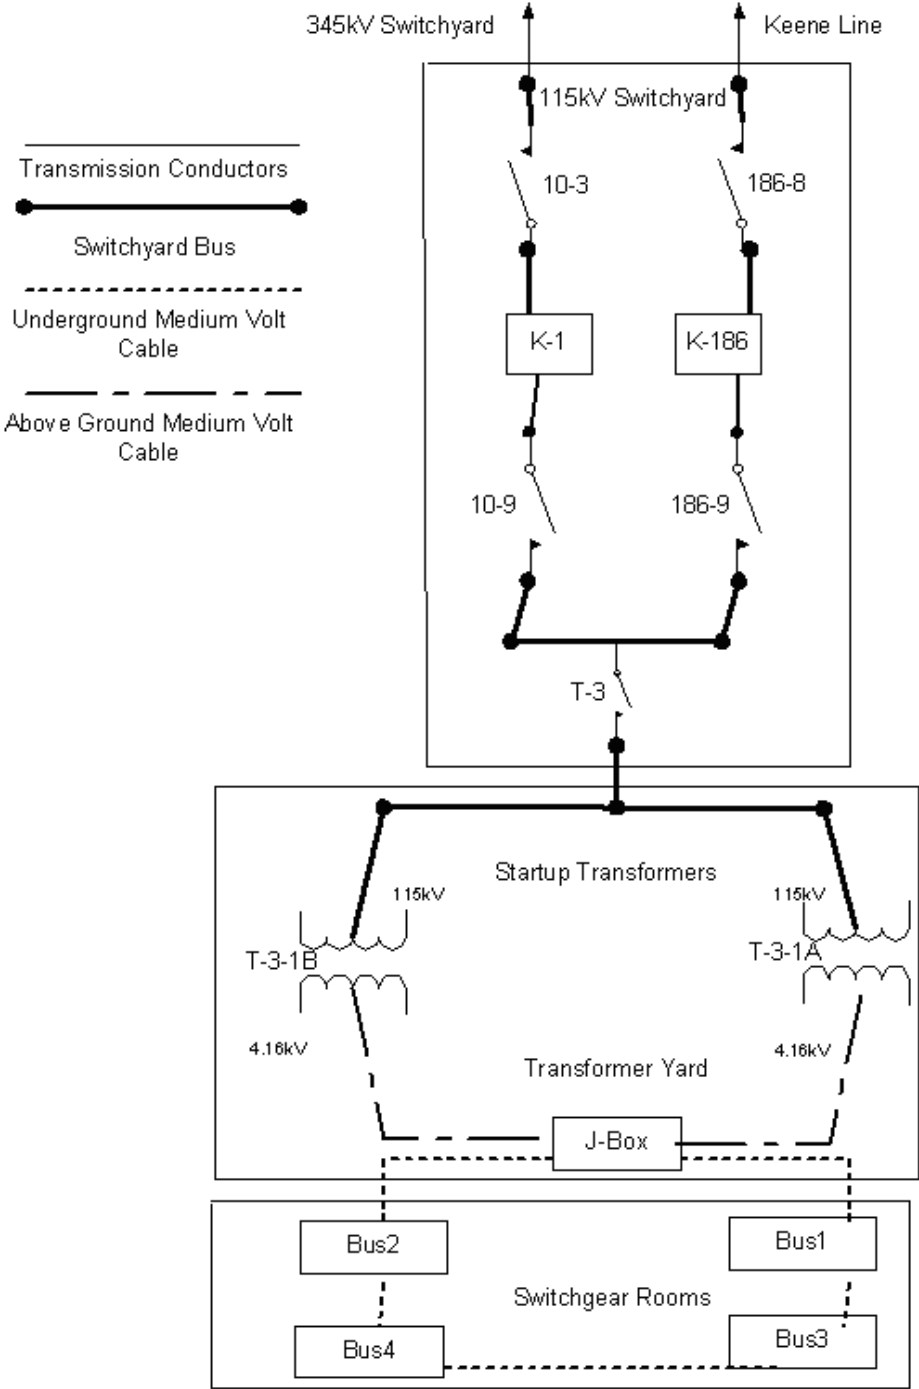 345kV Switchyard
Keene Line
115kV Switchyard
Transmission Conductors
10-3
186-8
Switchyard Bus
Underground Medium Volt
Cable
K-1
K-186
Above Ground Medium Volt
Cable
10-9
186-9
T-3
Startup Transformers
115kV
115kV
T-3-1B
T-3-1A
4.16kV
4.16kV
Transformer Yard
J-Box
Bus2
Bus1
Switchgear Rooms
Bus4
Bus3